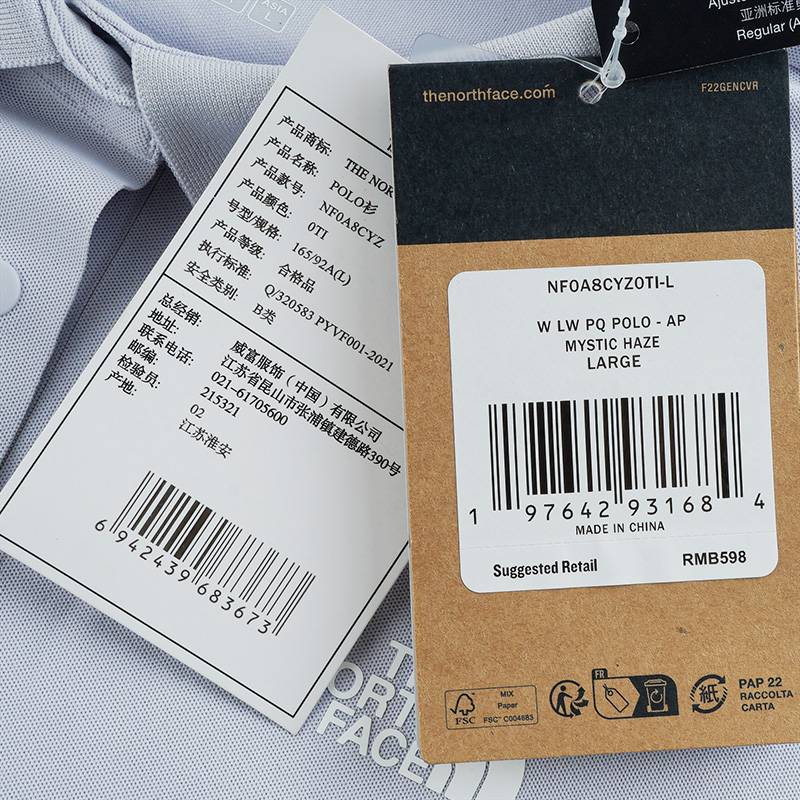 ASIA
L
亚洲标准
Regular (A
thenorthface.com
F22GENCVR
产品商标: THE NOR
产品名称: POLO衫
产品款号: NF0A8CYZ
产品颜色: 0TI
号型/规格: 165/92A(L)
产品等级: 合格品
执行标准: Q/320583 PYVF001-2021
安全类别: B类
总经销: 威富服饰(中国)有限公司
地址: 江苏省昆山市张浦镇建德路390号
联系电话: 021-61705600
邮编: 215321
检验员: 02
产地: 江苏淮安
6 942439 683673
NF0A8CYZ0TI-L
W LW PQ POLO - AP
MYSTIC HAZE
LARGE
1 97642 93168 4
MADE IN CHINA
Suggested Retail RMB598
FSC
MIX
Paper
FSC™ C004683
FR
紙
PAP 22
RACCOLTA
CARTA
THE
NORTH
FACE